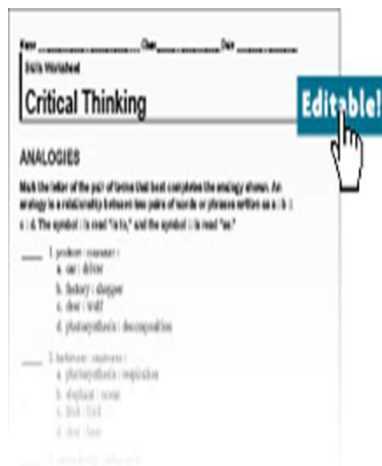 Name Class Date
Skills Worksheet
Critical Thinking
Editable!
ANALOGIES
Mark the letter of the pair of terms that best completes the analogy shown. An
analogy is a relationship between two pairs of words or phrases written as a : b ::
c : d. The symbol : is read "is to," and the symbol :: is read "as."
1. producer : consumer ::
a. car : driver
b. factory : shopper
c. deer : wolf
d. photosynthesis : decomposition
2. herbivore : omnivore ::
a. photosynthesis : respiration
b. elephant :
d. deer : bear